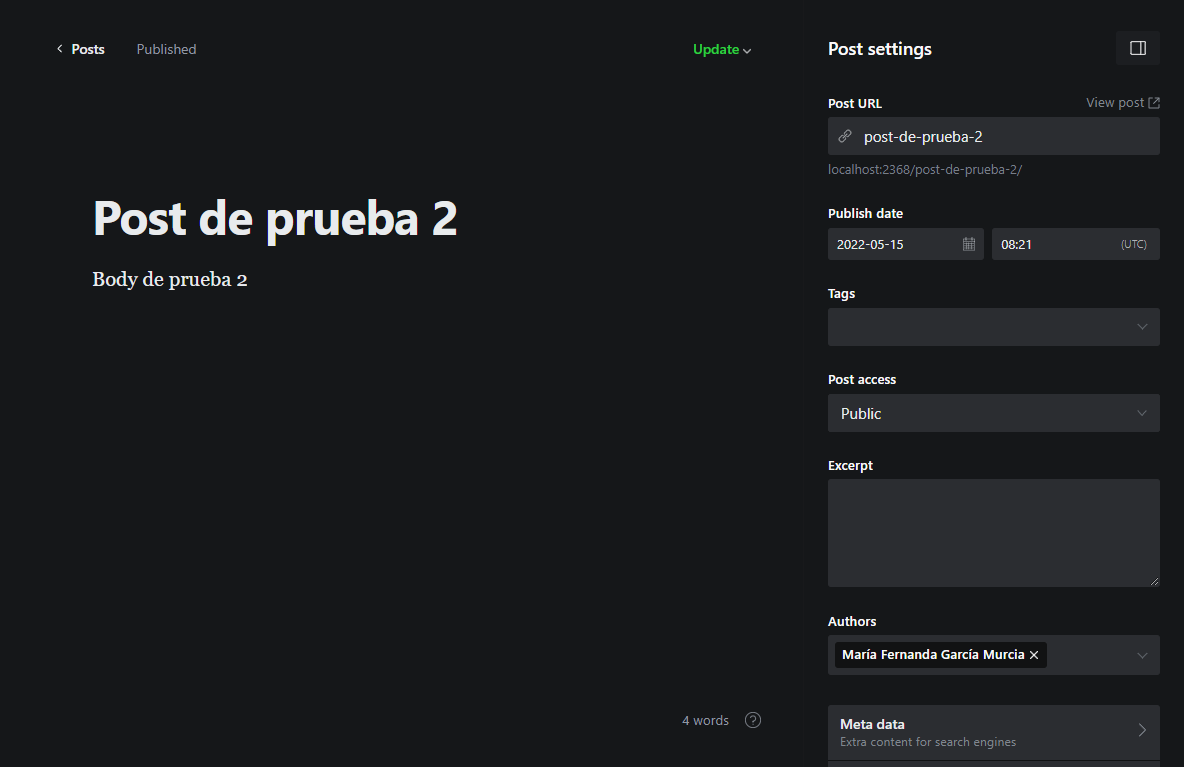 Posts
Published
Update
Post de prueba 2
Body de prueba 2
4 words
?
Post settings
Post URL
View post
post-de-prueba-2
localhost:2368/post-de-prueba-2/
Publish date
2022-05-15
08:21
(UTC)
Tags
Post access
Public
Excerpt
Authors
María Fernanda García Murcia ×
Meta data
Extra content for search engines